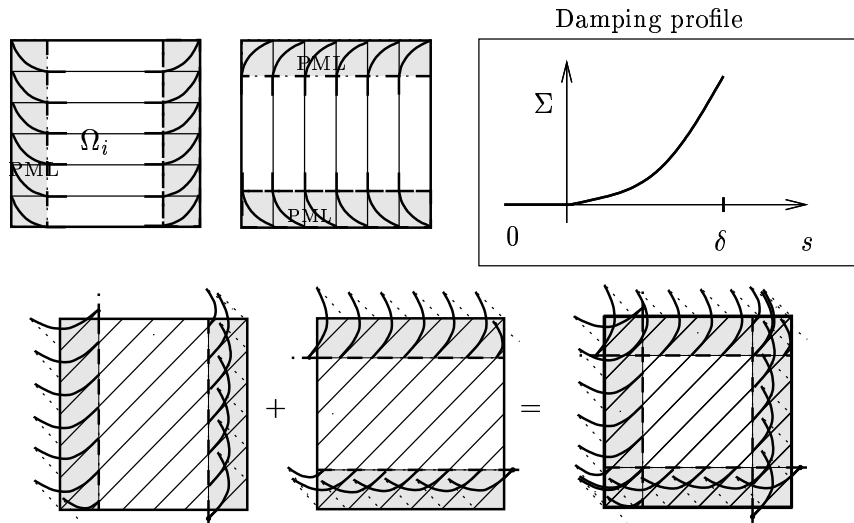 Damping profile
PML
Σ
Ω_i
PML
PML
0
δ
s
+
=